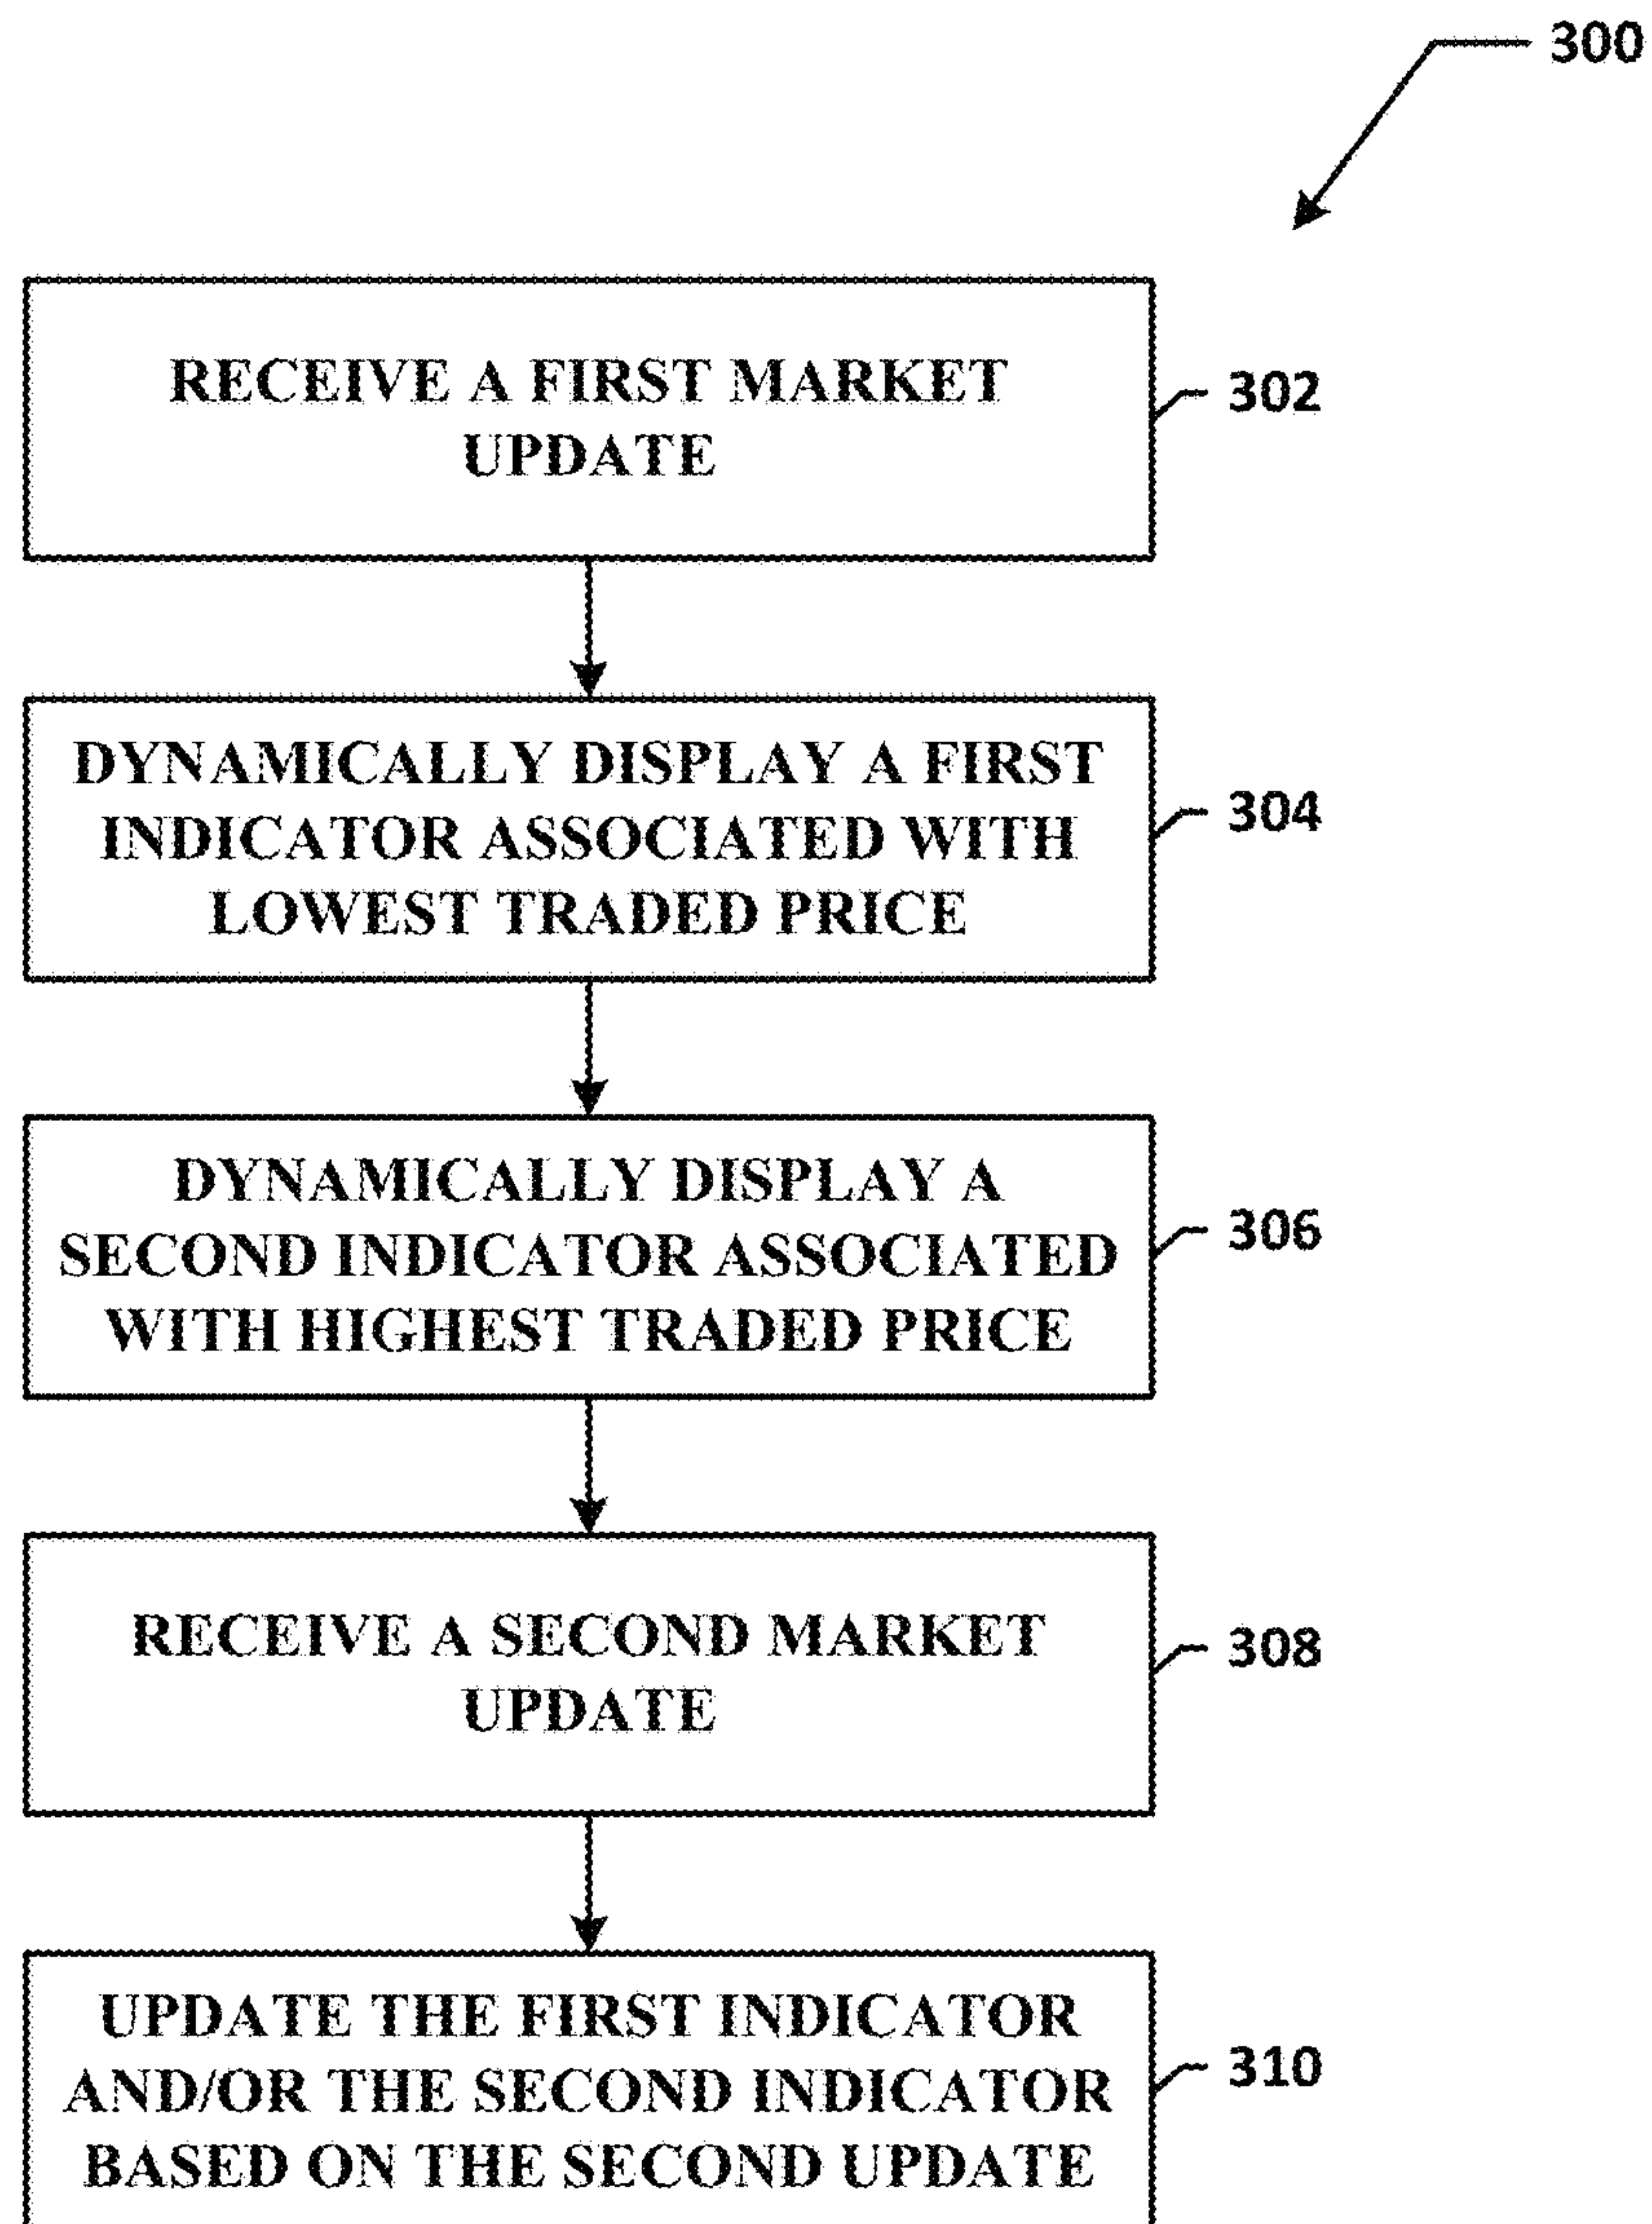 300
RECEIVE A FIRST MARKET
UPDATE
302
DYNAMICALLY DISPLAY A FIRST
INDICATOR ASSOCIATED WITH
LOWEST TRADED PRICE
304
DYNAMICALLY DISPLAY A
SECOND INDICATOR ASSOCIATED
WITH HIGHEST TRADED PRICE
306
RECEIVE A SECOND MARKET
UPDATE
308
UPDATE THE FIRST INDICATOR
AND/OR THE SECOND INDICATOR
BASED ON THE SECOND UPDATE
310